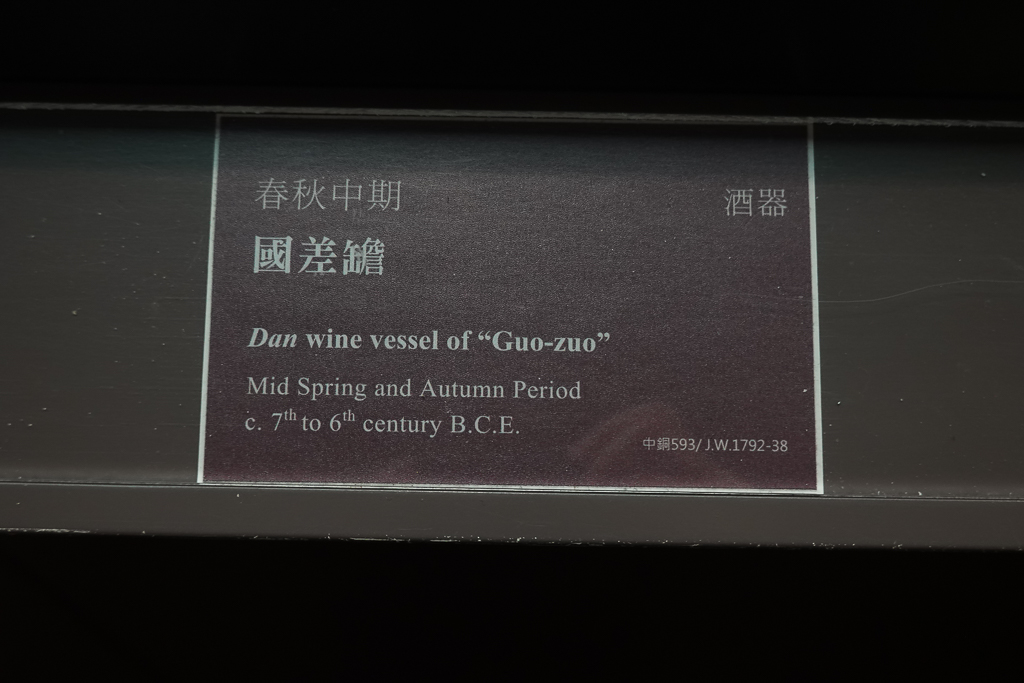 春秋中期 酒器
國差𦉜
Dan wine vessel of “Guo-zuo”
Mid Spring and Autumn Period
c. 7th to 6th century B.C.E.
中銅593/ J.W.1792-38